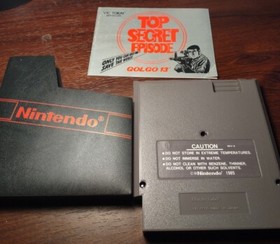 TOP
SECRET
EPISODE
GOLGO 13
Nintendo®
CAUTION
●DO NOT STORE IN EXTREME TEMPERATURES.
●DO NOT IMMERSE IN WATER.
●DO NOT CLEAN WITH BENZENE, THINNER,
ALCOHOL OR OTHER SUCH SOLVENTS.
©Nintendo® 1985